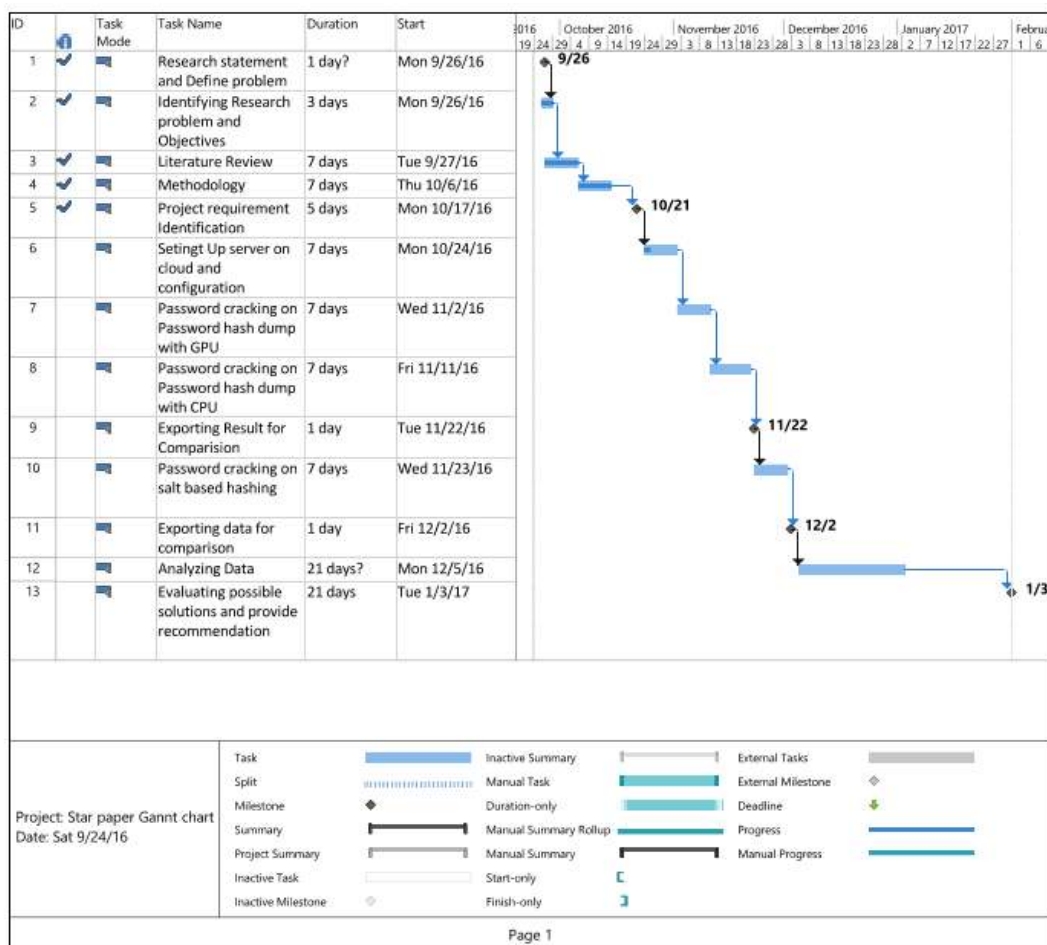 ID Task Mode Task Name Duration Start
2016 October 2016 November 2016 December 2016 January 2017 Februa
19 24 29 4 9 14 19 24 29 3 8 13 18 23 28 3 8 13 18 23 28 2 7 12 17 22 27 1 6
1 Research statement and Define problem 1 day? Mon 9/26/16
9/26
2 Identifying Research problem and Objectives 3 days Mon 9/26/16
3 Literature Review 7 days Tue 9/27/16
4 Methodology 7 days Thu 10/6/16
5 Project requirement Identification 5 days Mon 10/17/16
10/21
6 Setingt Up server on cloud and configuration 7 days Mon 10/24/16
7 Password cracking on Password hash dump with GPU 7 days Wed 11/2/16
8 Password cracking on Password hash dump with CPU 7 days Fri 11/11/16
9 Exporting Result for Comparision 1 day Tue 11/22/16
11/22
10 Password cracking on salt based hashing 7 days Wed 11/23/16
11 Exporting data for comparison 1 day Fri 12/2/16
12/2
12 Analyzing Data 21 days? Mon 12/5/16
13 Evaluating possible solutions and provide recommendation 21 days Tue 1/3/17
1/3
Project: Star paper Gannt chart
Date: Sat 9/24/16
Task
Split
Milestone
Summary
Project Summary
Inactive Task
Inactive Milestone
Inactive Summary
Manual Task
Duration-only
Manual Summary Rollup
Manual Summary
Start-only
Finish-only
External Tasks
External Milestone
Deadline
Progress
Manual Progress
Page 1